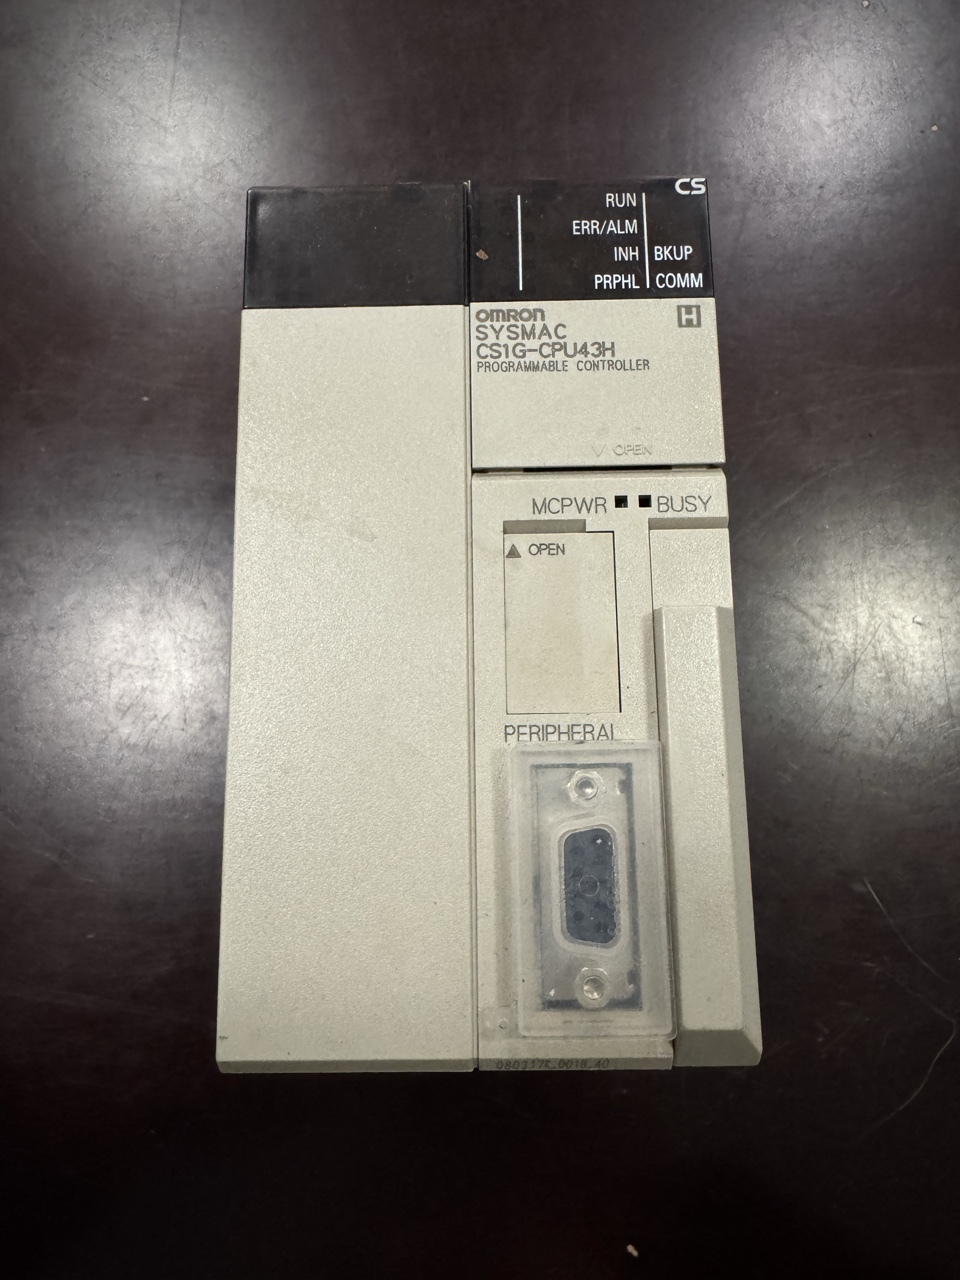 CS
RUN
ERR/ALM
INH BKUP
PRPHL COMM
OMRON H
SYSMAC
CS1G-CPU43H
PROGRAMMABLE CONTROLLER
▽ OPEN
MCPWR BUSY
▲ OPEN
PERIPHERAL